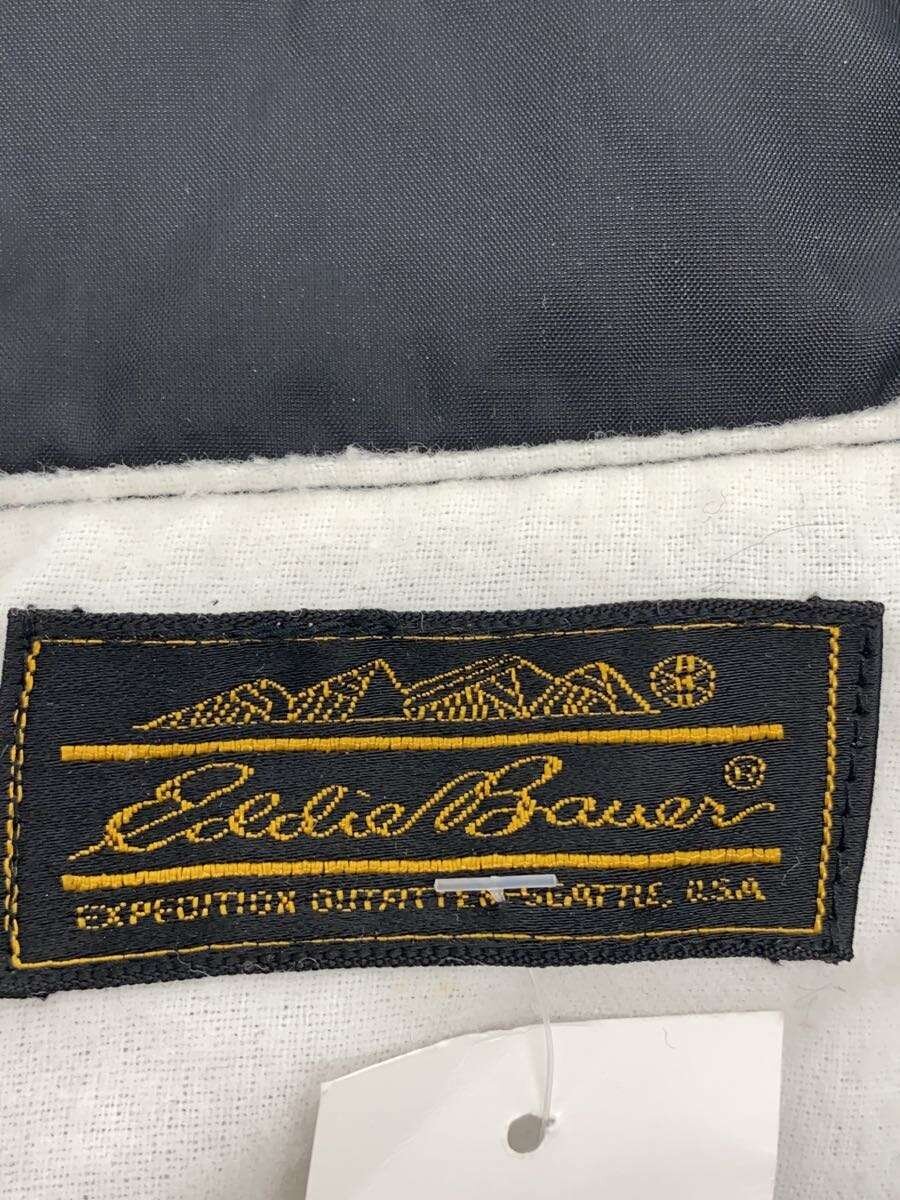 Eddie Bauer®
EXPEDITION OUTFITTER SEATTLE, U.S.A